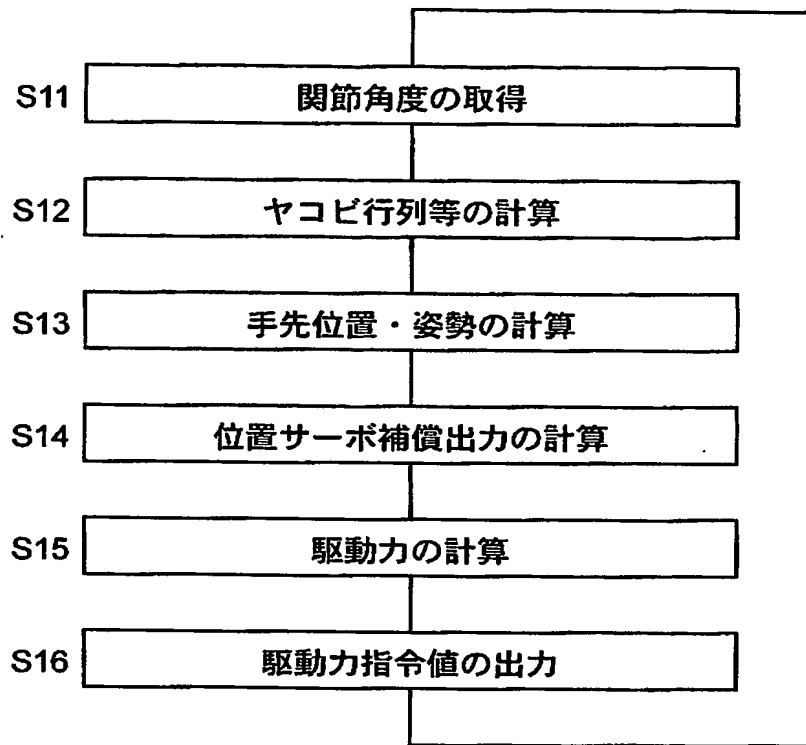 S11 関節角度の取得
S12 ヤコビ行列等の計算
S13 手先位置・姿勢の計算
S14 位置サーボ補償出力の計算
S15 駆動力の計算
S16 駆動力指令値の出力